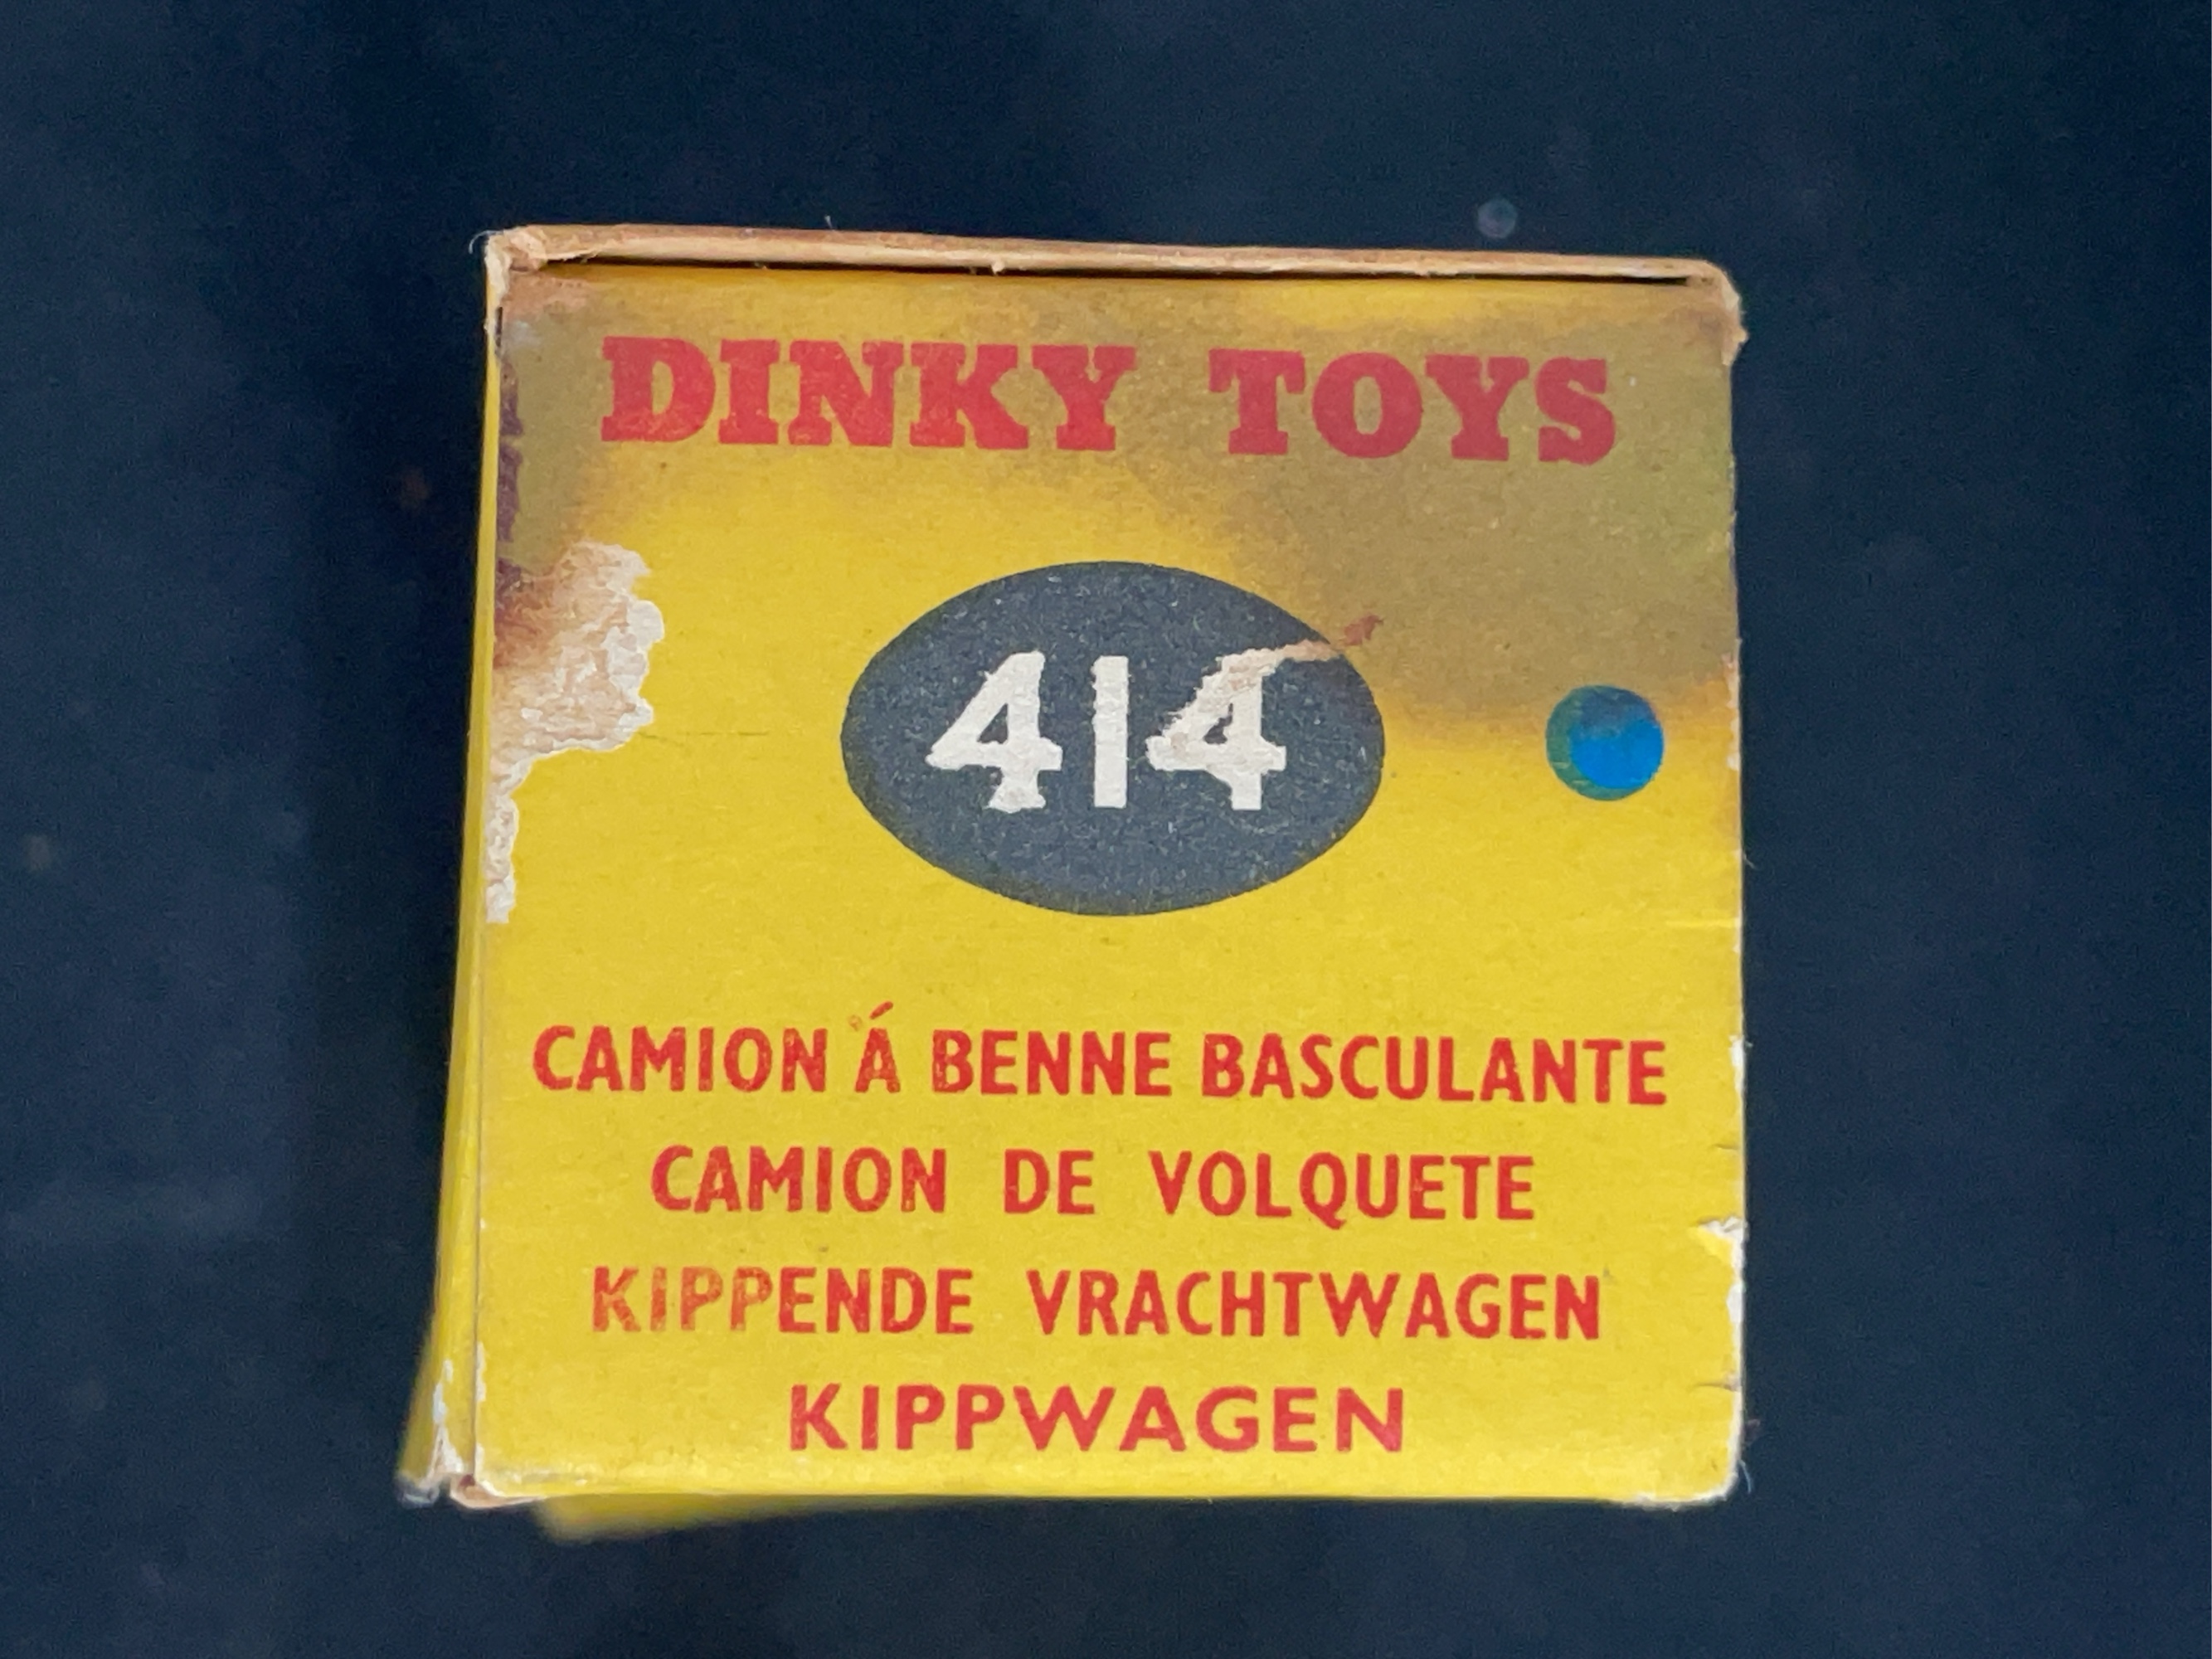 DINKY TOYS
414
CAMION Á BENNE BASCULANTE
CAMION DE VOLQUETE
KIPPENDE VRACHTWAGEN
KIPPWAGEN